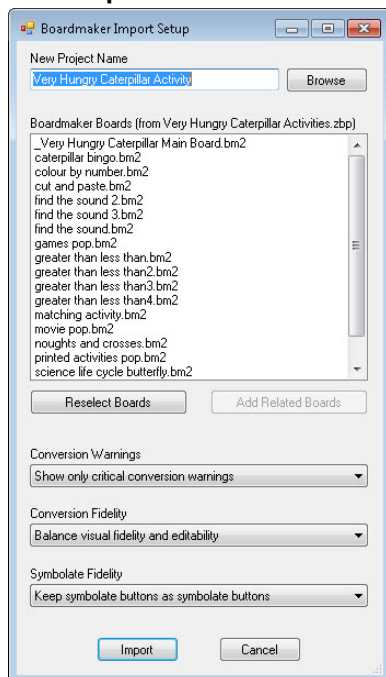 Boardmaker Import Setup
New Project Name
Very Hungry Caterpillar Activity
Browse
Boardmaker Boards (from Very Hungry Caterpillar Activities.zbp)
_Very Hungry Caterpillar Main Board.bm2
caterpillar bingo.bm2
colour by number.bm2
cut and paste.bm2
find the sound 2.bm2
find the sound 3.bm2
find the sound.bm2
games pop.bm2
greater than less than.bm2
greater than less than2.bm2
greater than less than3.bm2
greater than less than4.bm2
matching activity.bm2
movie pop.bm2
noughts and crosses.bm2
printed activities pop.bm2
science life cycle butterfly.bm2
Reselect Boards
Add Related Boards
Conversion Warnings
Show only critical conversion warnings
Conversion Fidelity
Balance visual fidelity and editability
Symbolate Fidelity
Keep symbolate buttons as symbolate buttons
Import
Cancel